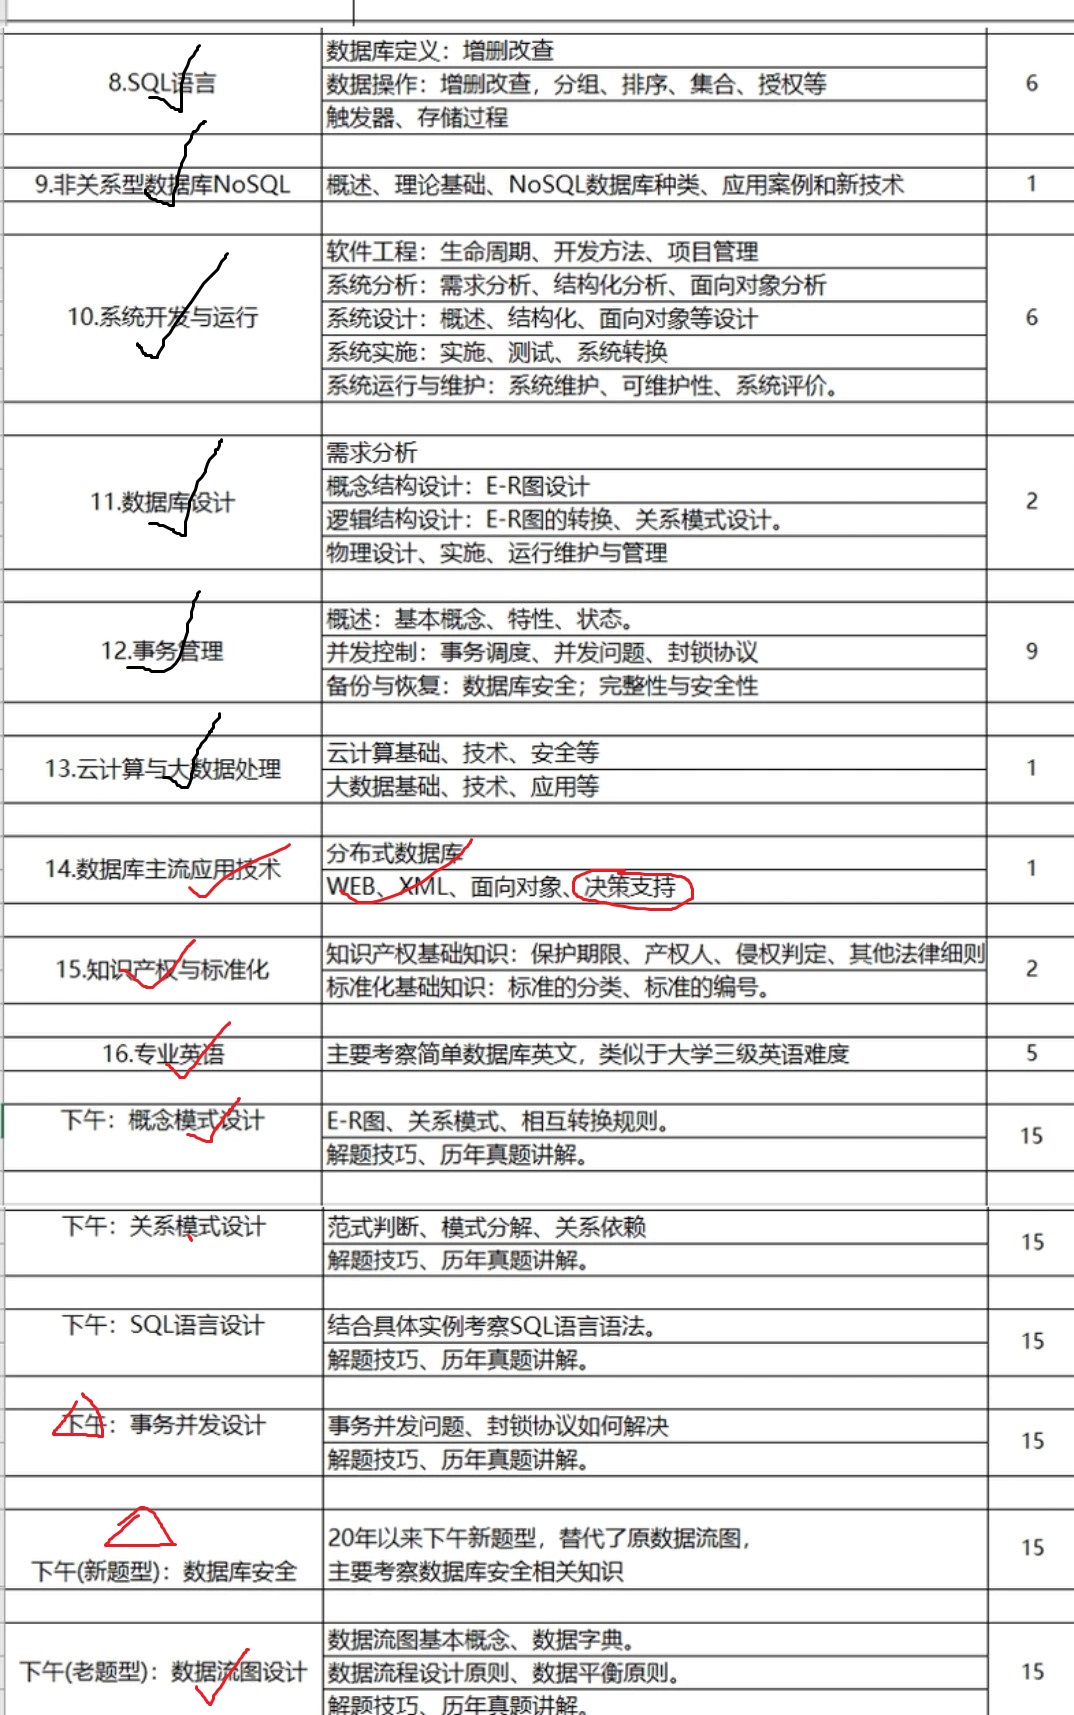 8.SQL语言
数据库定义：增删改查
数据操作：增删改查，分组、排序、集合、授权等
触发器、存储过程
6
9.非关系型数据库NoSQL
概述、理论基础、NoSQL数据库种类、应用案例和新技术
1
10.系统开发与运行
软件工程：生命周期、开发方法、项目管理
系统分析：需求分析、结构化分析、面向对象分析
系统设计：概述、结构化、面向对象等设计
系统实施：实施、测试、系统转换
系统运行与维护：系统维护、可维护性、系统评价。
6
11.数据库设计
需求分析
概念结构设计：E-R图设计
逻辑结构设计：E-R图的转换、关系模式设计。
物理设计、实施、运行维护与管理
2
12.事务管理
概述：基本概念、特性、状态。
并发控制：事务调度、并发问题、封锁协议
备份与恢复：数据库安全；完整性与安全性
9
13.云计算与大数据处理
云计算基础、技术、安全等
大数据基础、技术、应用等
1
14.数据库主流应用技术
分布式数据库
WEB、XML、面向对象、决策支持
1
15.知识产权与标准化
知识产权基础知识：保护期限、产权人、侵权判定、其他法律细则
标准化基础知识：标准的分类、标准的编号。
2
16.专业英语
主要考察简单数据库英文，类似于大学三级英语难度
5
下午：概念模式设计
E-R图、关系模式、相互转换规则。
解题技巧、历年真题讲解。
15
下午：关系模式设计
范式判断、模式分解、关系依赖
解题技巧、历年真题讲解。
15
下午：SQL语言设计
结合具体实例考察SQL语言语法。
解题技巧、历年真题讲解。
15
下午：事务并发设计
事务并发问题、封锁协议如何解决
解题技巧、历年真题讲解。
15
下午(新题型)：数据库安全
20年以来下午新题型，替代了原数据流图，
主要考察数据库安全相关知识
15
下午(老题型)：数据流图设计
数据流图基本概念、数据字典。
数据流程设计原则、数据平衡原则。
解题技巧、历年真题讲解。
15